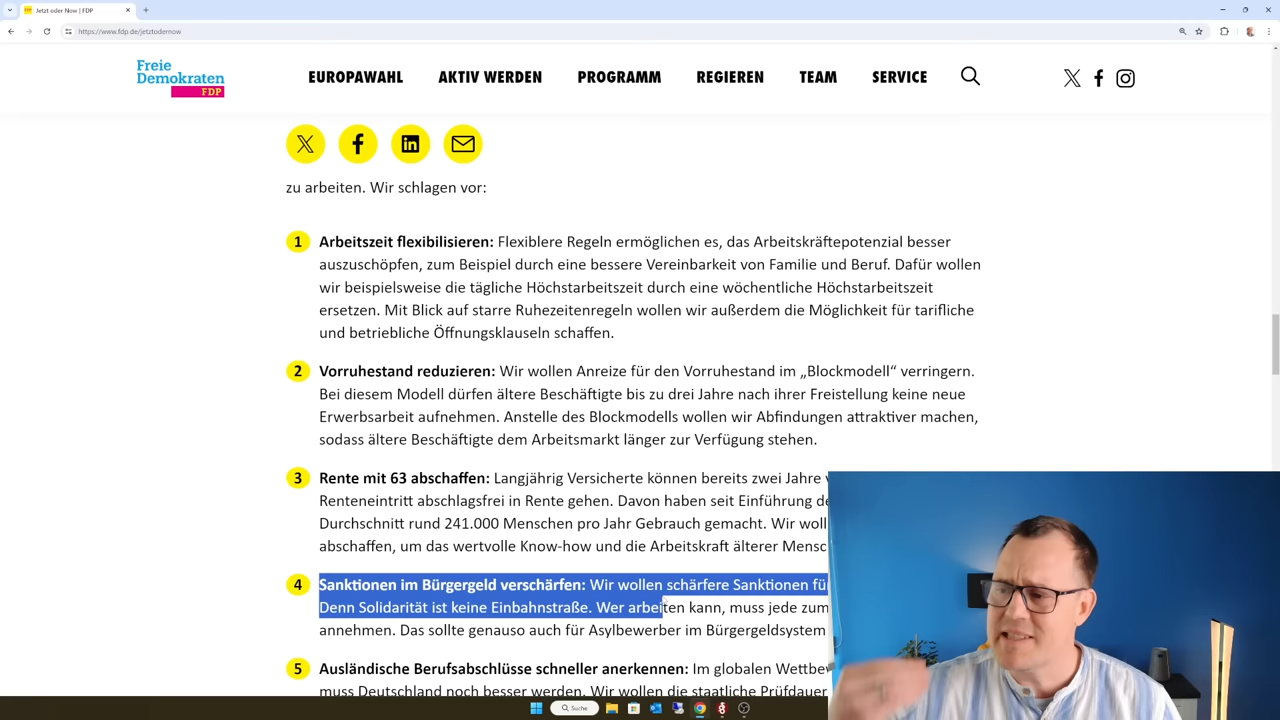 Jetzt oder Now | FDP
https://www.fdp.de/jetztodernow
Freie
Demokraten
FDP
EUROPAWAHL
AKTIV WERDEN
PROGRAMM
REGIEREN
TEAM
SERVICE
zu arbeiten. Wir schlagen vor:
1 Arbeitszeit flexibilisieren: Flexiblere Regeln ermöglichen es, das Arbeitskräftepotenzial besser
auszuschöpfen, zum Beispiel durch eine bessere Vereinbarkeit von Familie und Beruf. Dafür wollen
wir beispielsweise die tägliche Höchstarbeitszeit durch eine wöchentliche Höchstarbeitszeit
ersetzen. Mit Blick auf starre Ruhezeitenregeln wollen wir außerdem die Möglichkeit für tarifliche
und betriebliche Öffnungsklauseln schaffen.
2 Vorruhestand reduzieren: Wir wollen Anreize für den Vorruhestand im „Blockmodell“ verringern.
Bei diesem Modell dürfen ältere Beschäftigte bis zu drei Jahre nach ihrer Freistellung keine neue
Erwerbsarbeit aufnehmen. Anstelle des Blockmodells wollen wir Abfindungen attraktiver machen,
sodass ältere Beschäftigte dem Arbeitsmarkt länger zur Verfügung stehen.
3 Rente mit 63 abschaffen: Langjährig Versicherte können bereits zwei Jahre
Renteneintritt abschlagsfrei in Rente gehen. Davon haben seit Einführung
Durchschnitt rund 241.000 Menschen pro Jahr Gebrauch gemacht. Wir
abschaffen, um das wertvolle Know-how und die Arbeitskraft älterer
4 Sanktionen im Bürgergeld verschärfen: Wir wollen schärfere Sanktionen für
Denn Solidarität ist keine Einbahnstraße. Wer arbeiten kann, muss jede
annehmen. Das sollte genauso auch für Asylbewerber im Bürgergeldsystem
5 Ausländische Berufsabschlüsse schneller anerkennen: Im globalen
muss Deutschland noch besser werden. Wir wollen die staatliche Prüfdauer
Suche